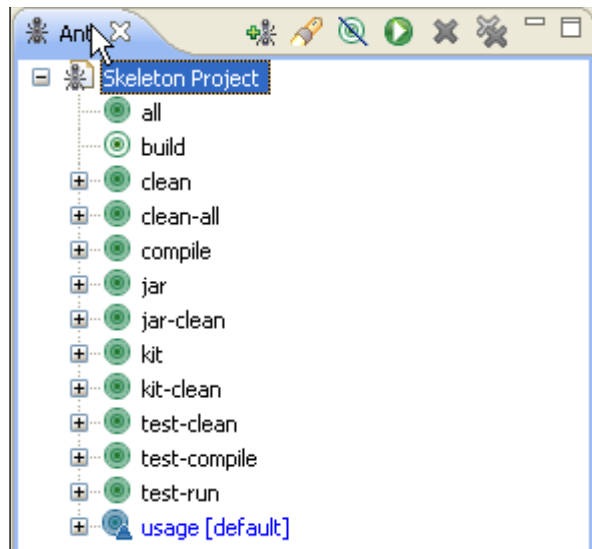 Ant
Skeleton Project
all
build
clean
clean-all
compile
jar
jar-clean
kit
kit-clean
test-clean
test-compile
test-run
usage [default]